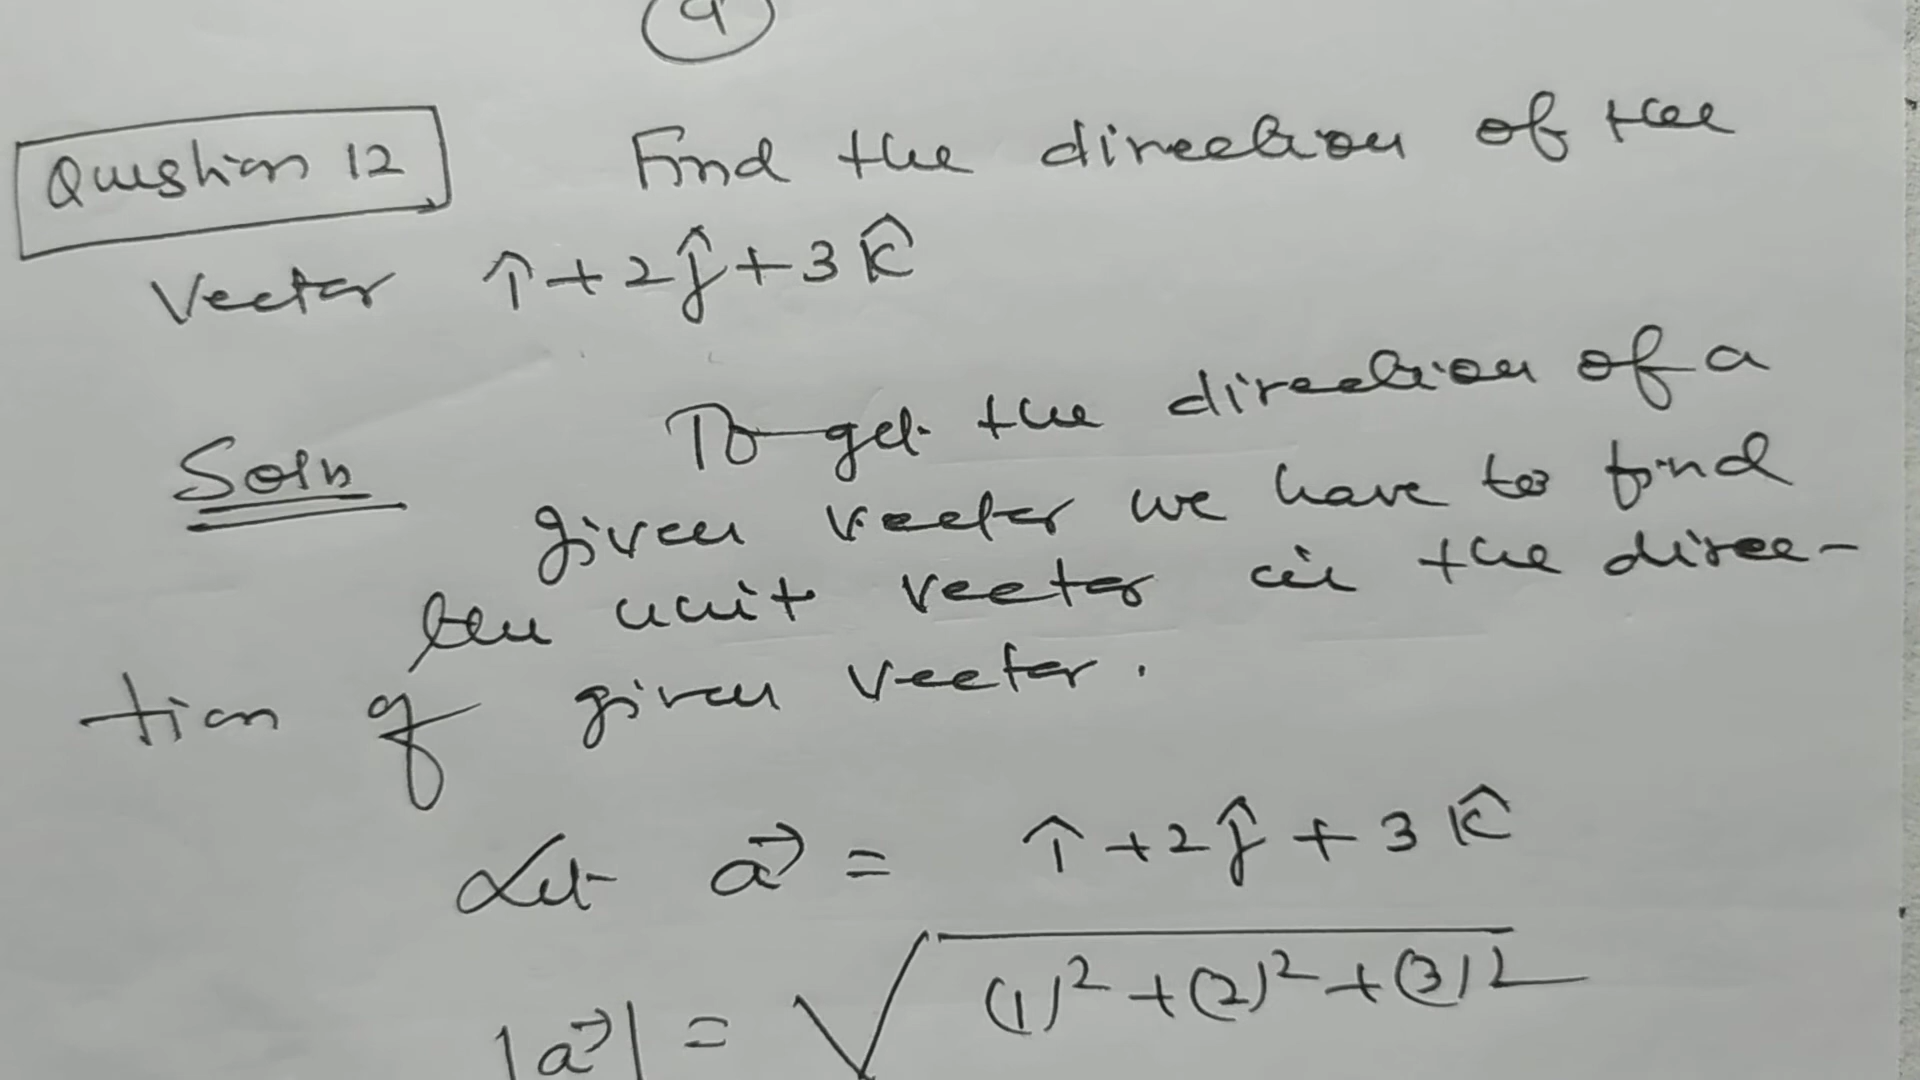 9
Question 12 Find the direction of the
Vector î + 2ĵ + 3k̂
Soln To get the direction of a
given vector we have to find
the unit vector in the direc-
tion of given vector.
Let a⃗ = î + 2ĵ + 3k̂
|a⃗| = √(1)² + (2)² + (3)²